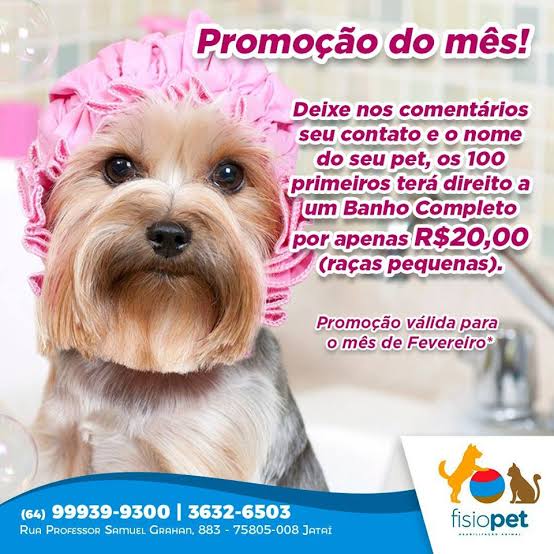 Promoção do mês!
Deixe nos comentários
seu contato e o nome
do seu pet, os 100
primeiros terá direito a
um Banho Completo
por apenas R$20,00
(raças pequenas).
Promoção válida para
o mês de Fevereiro*
fisiopet
REABILITAÇÃO ANIMAL
(64) 99939-9300 | 3632-6503
Rua Professor Samuel Grahan, 883 - 75805-008 Jataí